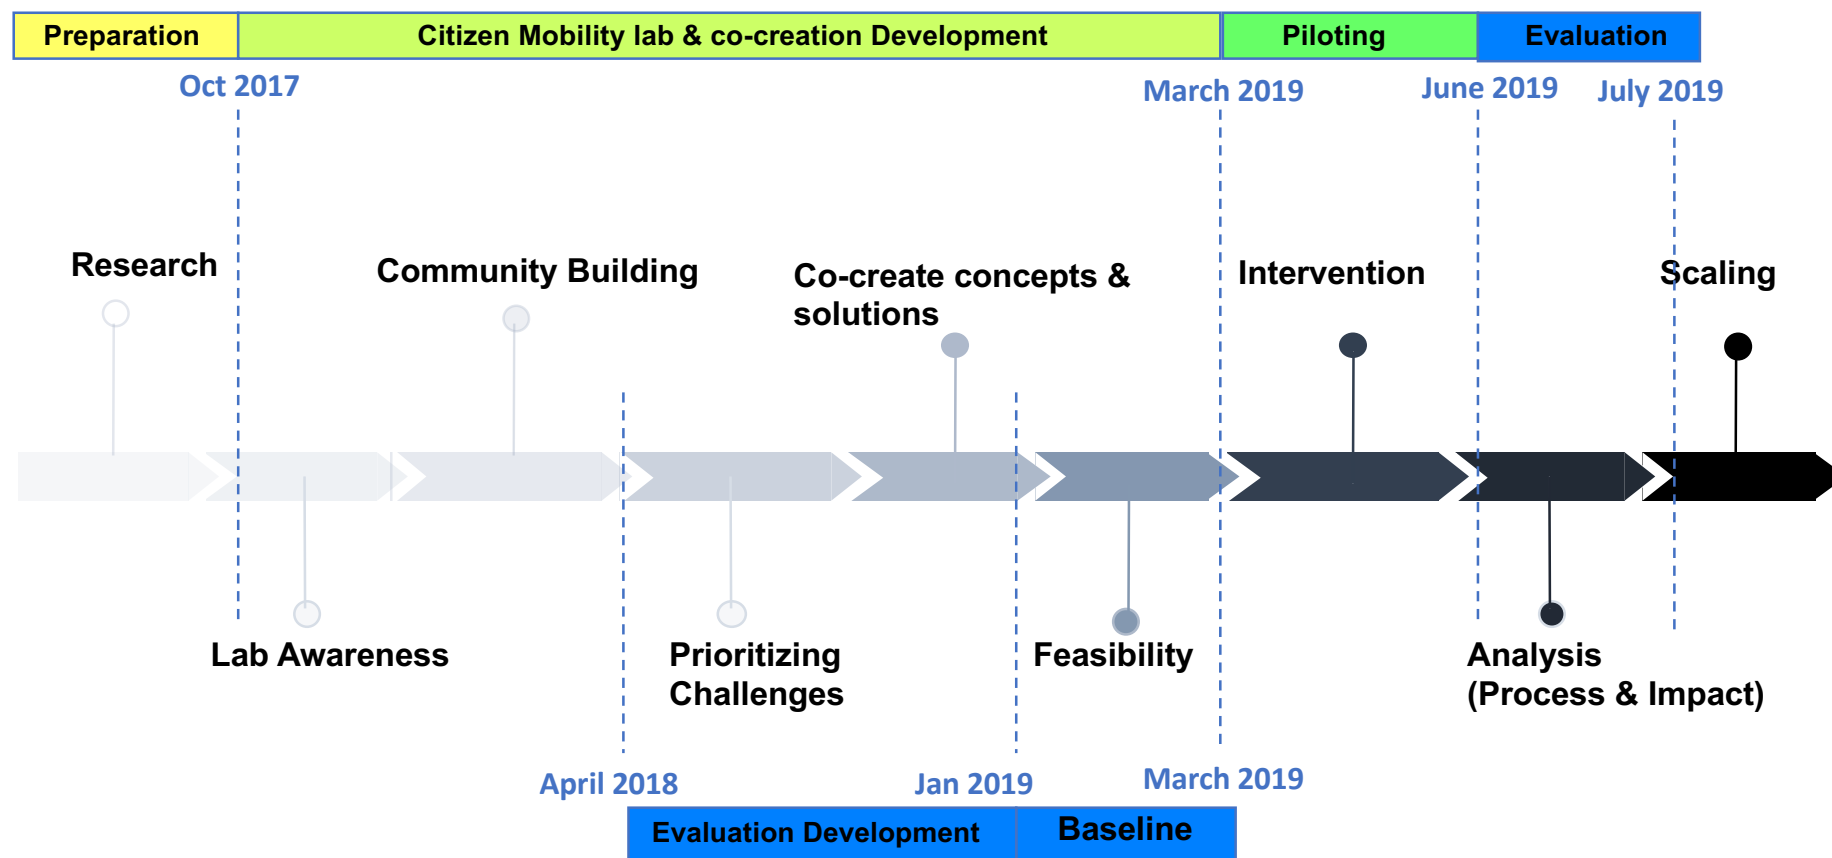 Preparation
Citizen Mobility lab & co-creation Development
Piloting
Evaluation
Oct 2017
March 2019
June 2019
July 2019
Research
Community Building
Co-create concepts &
solutions
Intervention
Scaling
Lab Awareness
Prioritizing
Challenges
Feasibility
Analysis
(Process & Impact)
April 2018
Jan 2019
March 2019
Evaluation Development
Baseline